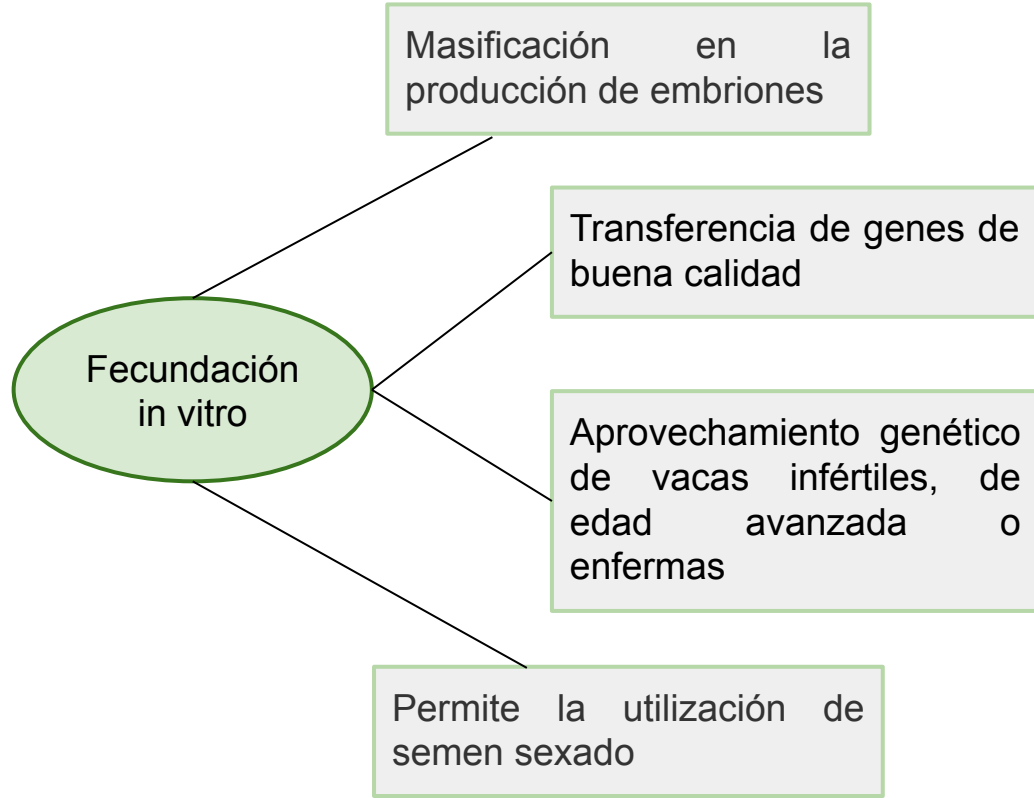 Masificación en la
producción de embriones
Transferencia de genes de
buena calidad
Fecundación
in vitro
Aprovechamiento genético
de vacas infértiles, de
edad avanzada o
enfermas
Permite la utilización de
semen sexado